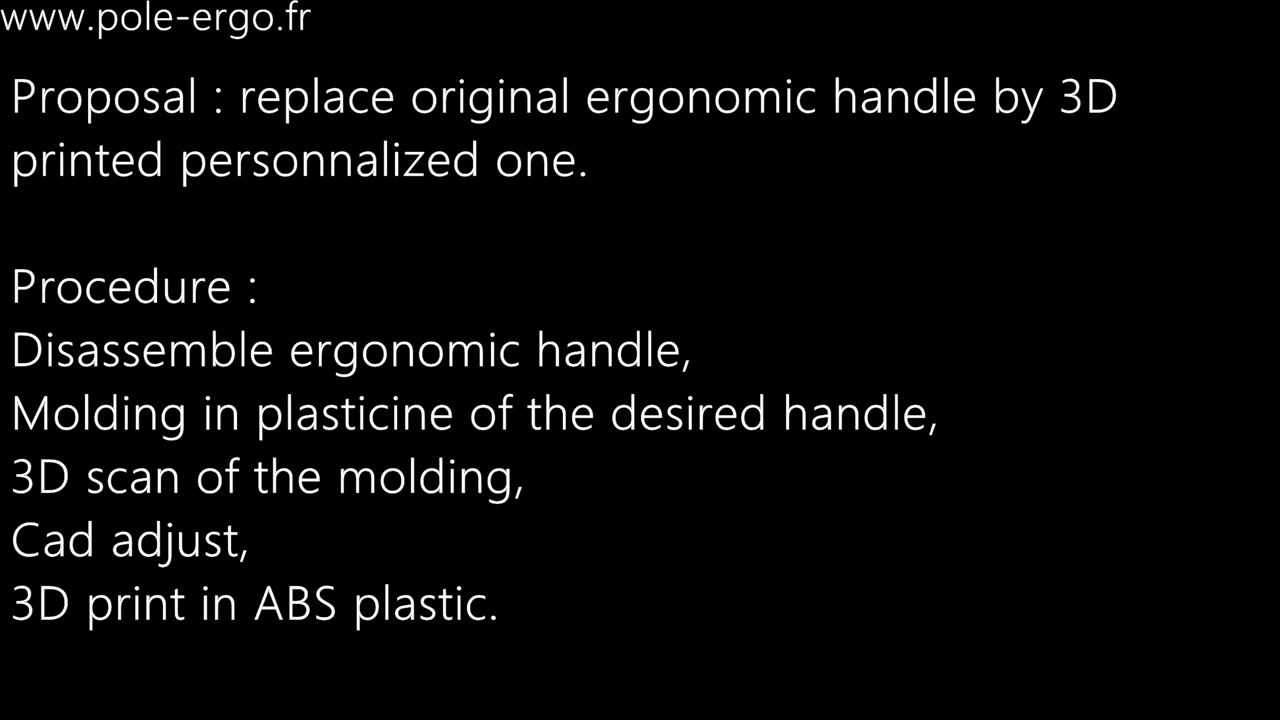 www.pole-ergo.fr
Proposal : replace original ergonomic handle by 3D
printed personnalized one.
Procedure :
Disassemble ergonomic handle,
Molding in plasticine of the desired handle,
3D scan of the molding,
Cad adjust,
3D print in ABS plastic.